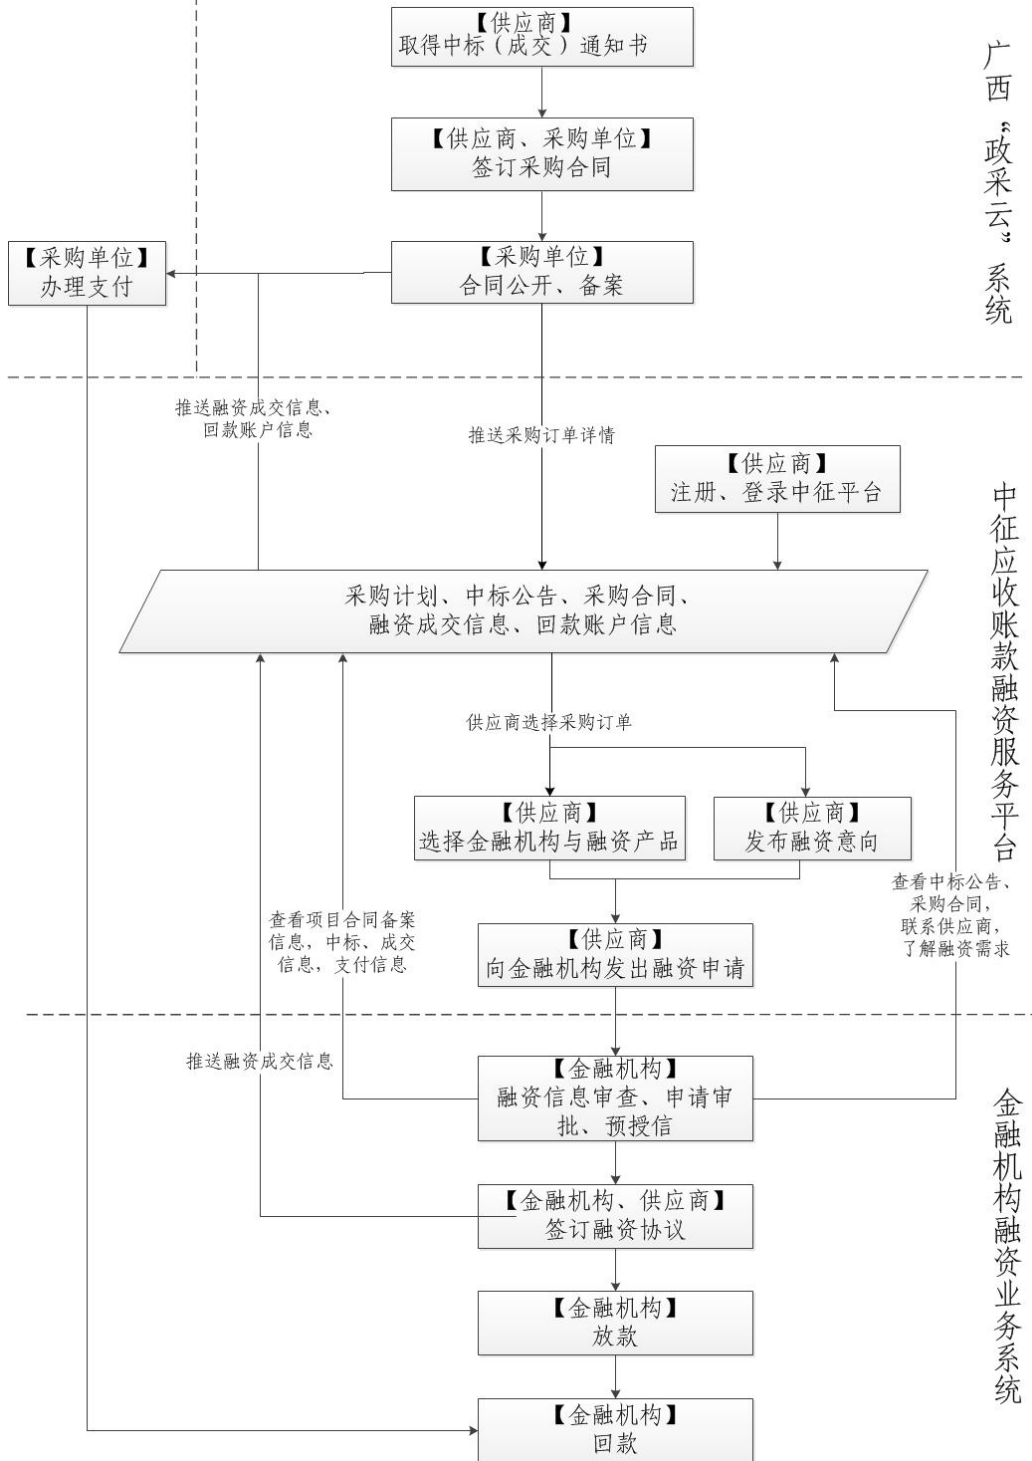 【供应商】
取得中标（成交）通知书
【供应商、采购单位】
签订采购合同
【采购单位】
办理支付
【采购单位】
合同公开、备案
广西“政采云”系统
推送融资成交信息、
回款账户信息
推送采购订单详情
【供应商】
注册、登录中征平台
采购计划、中标公告、采购合同、
融资成交信息、回款账户信息
供应商选择采购订单
【供应商】
选择金融机构与融资产品
【供应商】
发布融资意向
中征应收账款融资服务平台
查看项目合同备案
信息，中标、成交
信息，支付信息
【供应商】
向金融机构发出融资申请
查看中标公告、
采购合同，
联系供应商，
了解融资需求
推送融资成交信息
【金融机构】
融资信息审查、申请审
批、预授信
【金融机构、供应商】
签订融资协议
【金融机构】
放款
【金融机构】
回款
金融机构融资业务系统